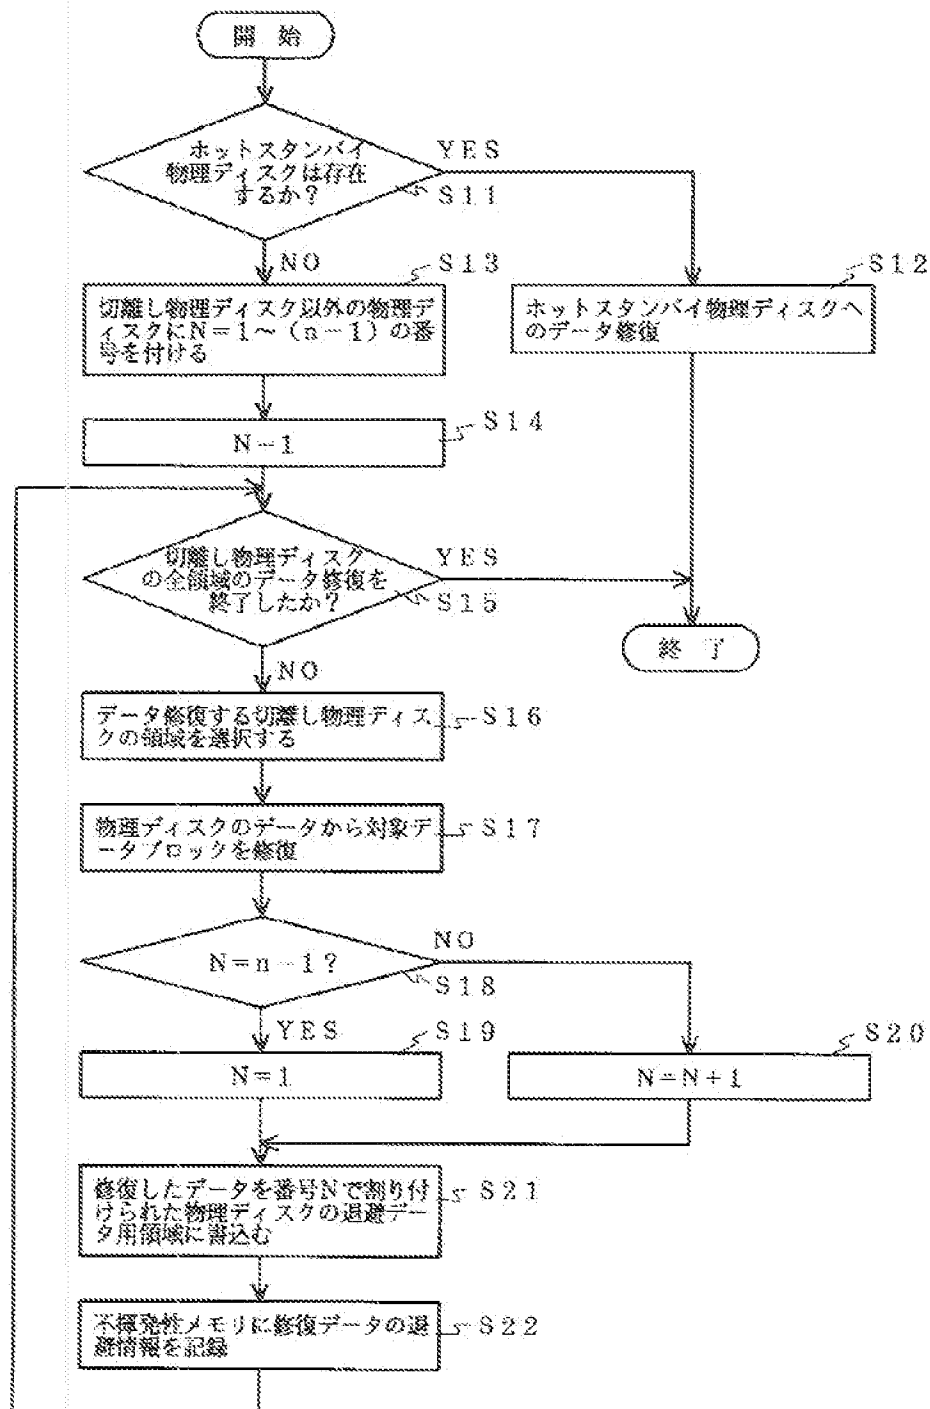 開 始
ホットスタンバイ
物理ディスクは存在
するか？
YES
S11
NO
S13
切離し物理ディスク以外の物理デ
ィスクにN＝1～（n－1）の番
号を付ける
S12
ホットスタンバイ物理ディスクへ
のデータ修復
S14
N－1
切離し物理ディスク
の全領域のデータ修復を
終了したか？
YES
S15
終 了
NO
データ修復する切離し物理ディス
クの領域を選択する
S16
物理ディスクのデータから対象デ
ータブロックを修復
S17
N＝n－1？
NO
S18
YES
S19
N＝1
S20
N＝N＋1
修復したデータを番号Nで割り付
けられた物理ディスクの退避デー
タ用領域に書込む
S21
不揮発性メモリに修復データの退
避情報を記録
S22